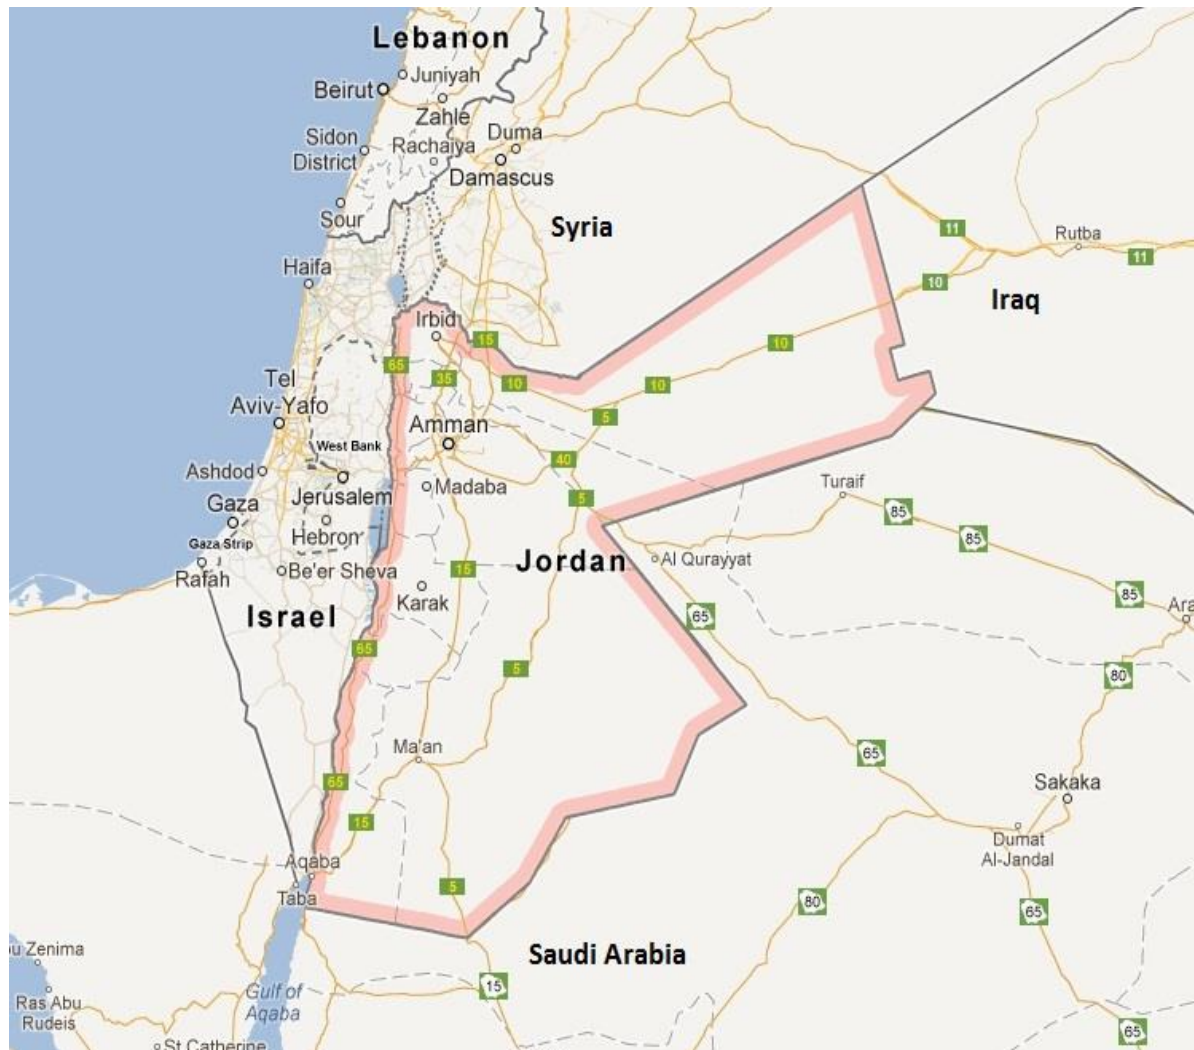 Lebanon
Juniyah
Beirut
Zahle
Duma
Sidon
District
Rachaiya
Damascus
Sour
Syria
11
Rutba
11
Haifa
10
Iraq
Irbid
15
10
65
35
10
10
Tel
Aviv-Yafo
5
Amman
West Bank
40
Ashdod
Jerusalem
Madaba
5
Turaif
Gaza
85
Hebron
85
Gaza Strip
Jordan
Al Qurayyat
Rafah
Be'er Sheva
15
Karak
85
Ara
Israel
65
65
5
80
Ma'an
65
65
Sakaka
15
Dumat
Al-Jandal
Aqaba
Taba
5
80
65
u Zenima
Saudi Arabia
Gulf of
Aqaba
15
Ras Abu
Rudeis
65
St Catherine